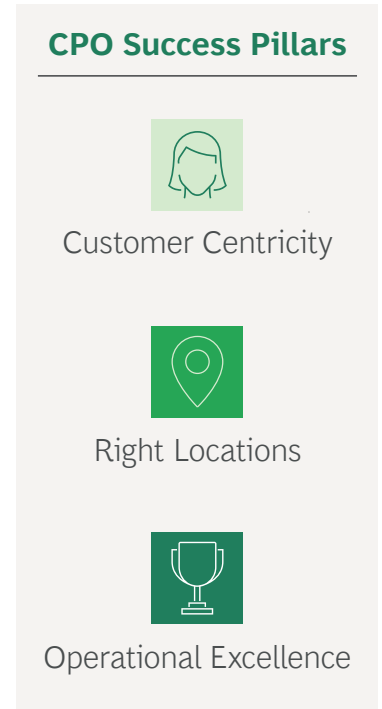 CPO Success Pillars
Customer Centricity
Right Locations
Operational Excellence